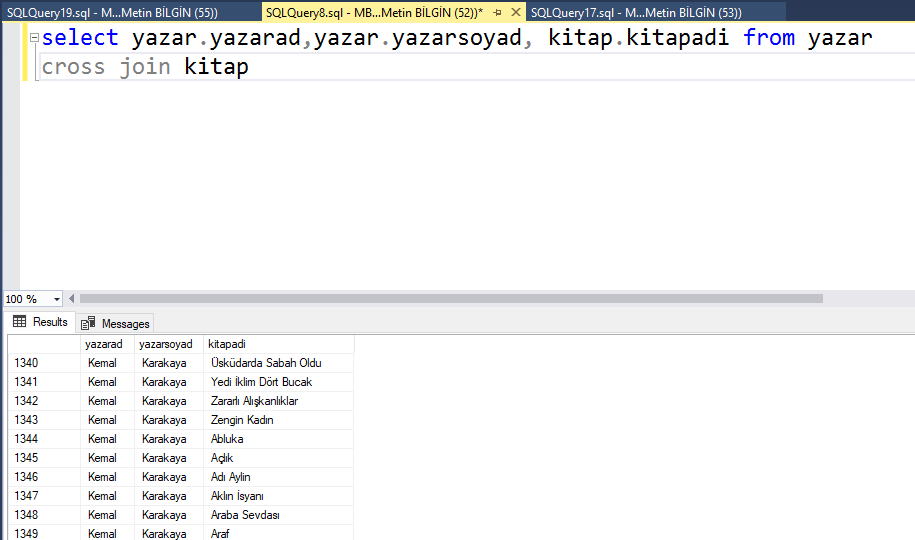 SQLQuery19.sql - M...Metin BİLGİN (55)) SQLQuery8.sql - MB...Metin BİLGİN (52))* SQLQuery17.sql - M...Metin BİLGİN (53))
select yazar.yazarad,yazar.yazarsoyad, kitap.kitapadi from yazar
cross join kitap
100 %
Results Messages
yazarad yazarsoyad kitapadi
1340 Kemal Karakaya Üsküdarda Sabah Oldu
1341 Kemal Karakaya Yedi İklim Dört Bucak
1342 Kemal Karakaya Zararlı Alışkanlıklar
1343 Kemal Karakaya Zengin Kadın
1344 Kemal Karakaya Abluka
1345 Kemal Karakaya Açlık
1346 Kemal Karakaya Adı Aylin
1347 Kemal Karakaya Aklın İsyanı
1348 Kemal Karakaya Araba Sevdası
1349 Kemal Karakaya Araf